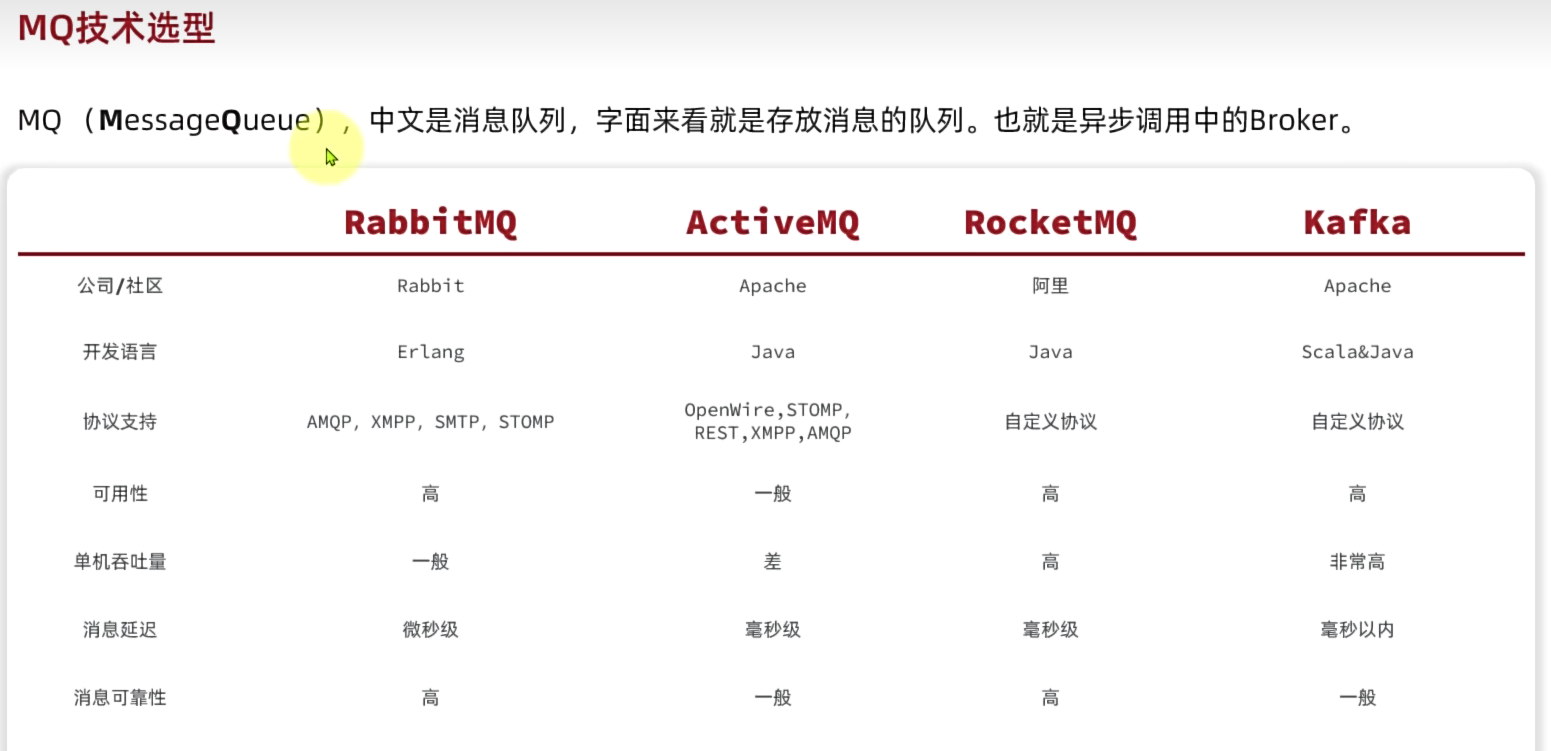 MQ技术选型
MQ （MessageQueue），中文是消息队列，字面来看就是存放消息的队列。也就是异步调用中的Broker。
RabbitMQ ActiveMQ RocketMQ Kafka
公司/社区 Rabbit Apache 阿里 Apache
开发语言 Erlang Java Java Scala&Java
协议支持 AMQP, XMPP, SMTP, STOMP OpenWire,STOMP, REST,XMPP,AMQP 自定义协议 自定义协议
可用性 高 一般 高 高
单机吞吐量 一般 差 高 非常高
消息延迟 微秒级 毫秒级 毫秒级 毫秒以内
消息可靠性 高 一般 高 一般